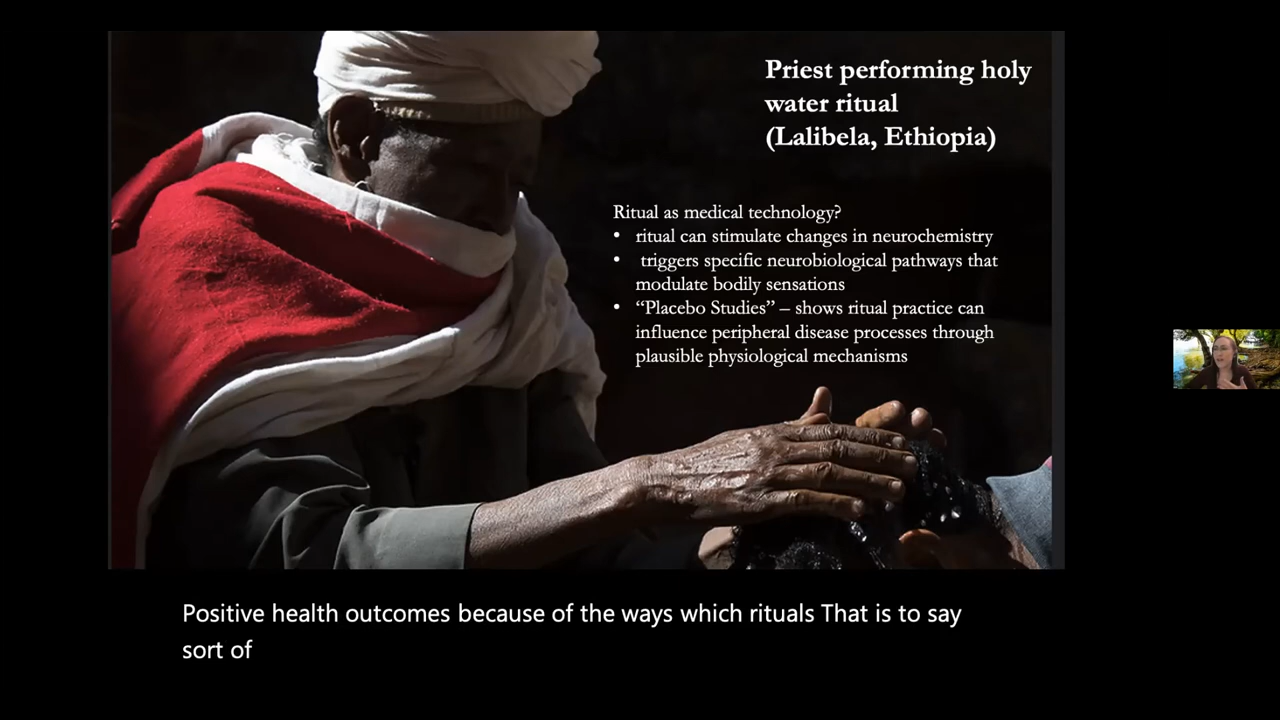 Priest performing holy
water ritual
(Lalibela, Ethiopia)
Ritual as medical technology?
• ritual can stimulate changes in neurochemistry
• triggers specific neurobiological pathways that
modulate bodily sensations
• “Placebo Studies” – shows ritual practice can
influence peripheral disease processes through
plausible physiological mechanisms
Positive health outcomes because of the ways which rituals That is to say
sort of